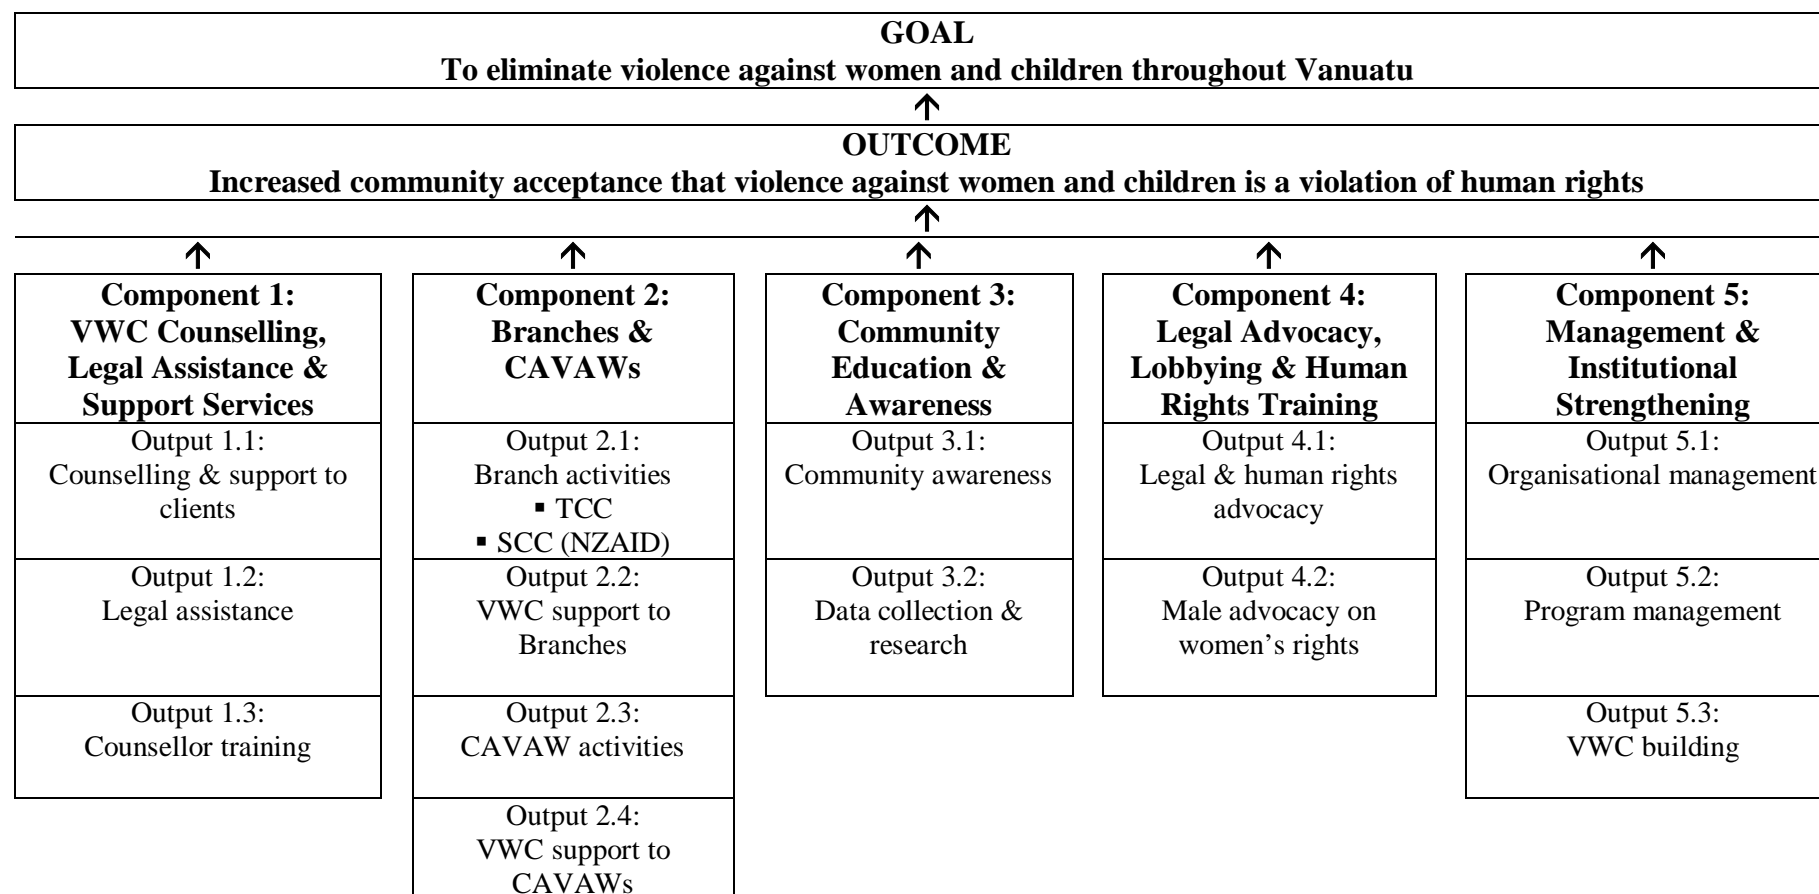 GOAL
To eliminate violence against women and children throughout Vanuatu
OUTCOME
Increased community acceptance that violence against women and children is a violation of human rights
Component 1:
VWC Counselling,
Legal Assistance &
Support Services
Output 1.1:
Counselling & support to
clients
Output 1.2:
Legal assistance
Output 1.3:
Counsellor training
Component 2:
Branches &
CAVAWs
Output 2.1:
Branch activities
▪ TCC
▪ SCC (NZAID)
Output 2.2:
VWC support to
Branches
Output 2.3:
CAVAW activities
Output 2.4:
VWC support to
CAVAWs
Component 3:
Community
Education &
Awareness
Output 3.1:
Community awareness
Output 3.2:
Data collection &
research
Component 4:
Legal Advocacy,
Lobbying & Human
Rights Training
Output 4.1:
Legal & human rights
advocacy
Output 4.2:
Male advocacy on
women’s rights
Component 5:
Management &
Institutional
Strengthening
Output 5.1:
Organisational management
Output 5.2:
Program management
Output 5.3:
VWC building